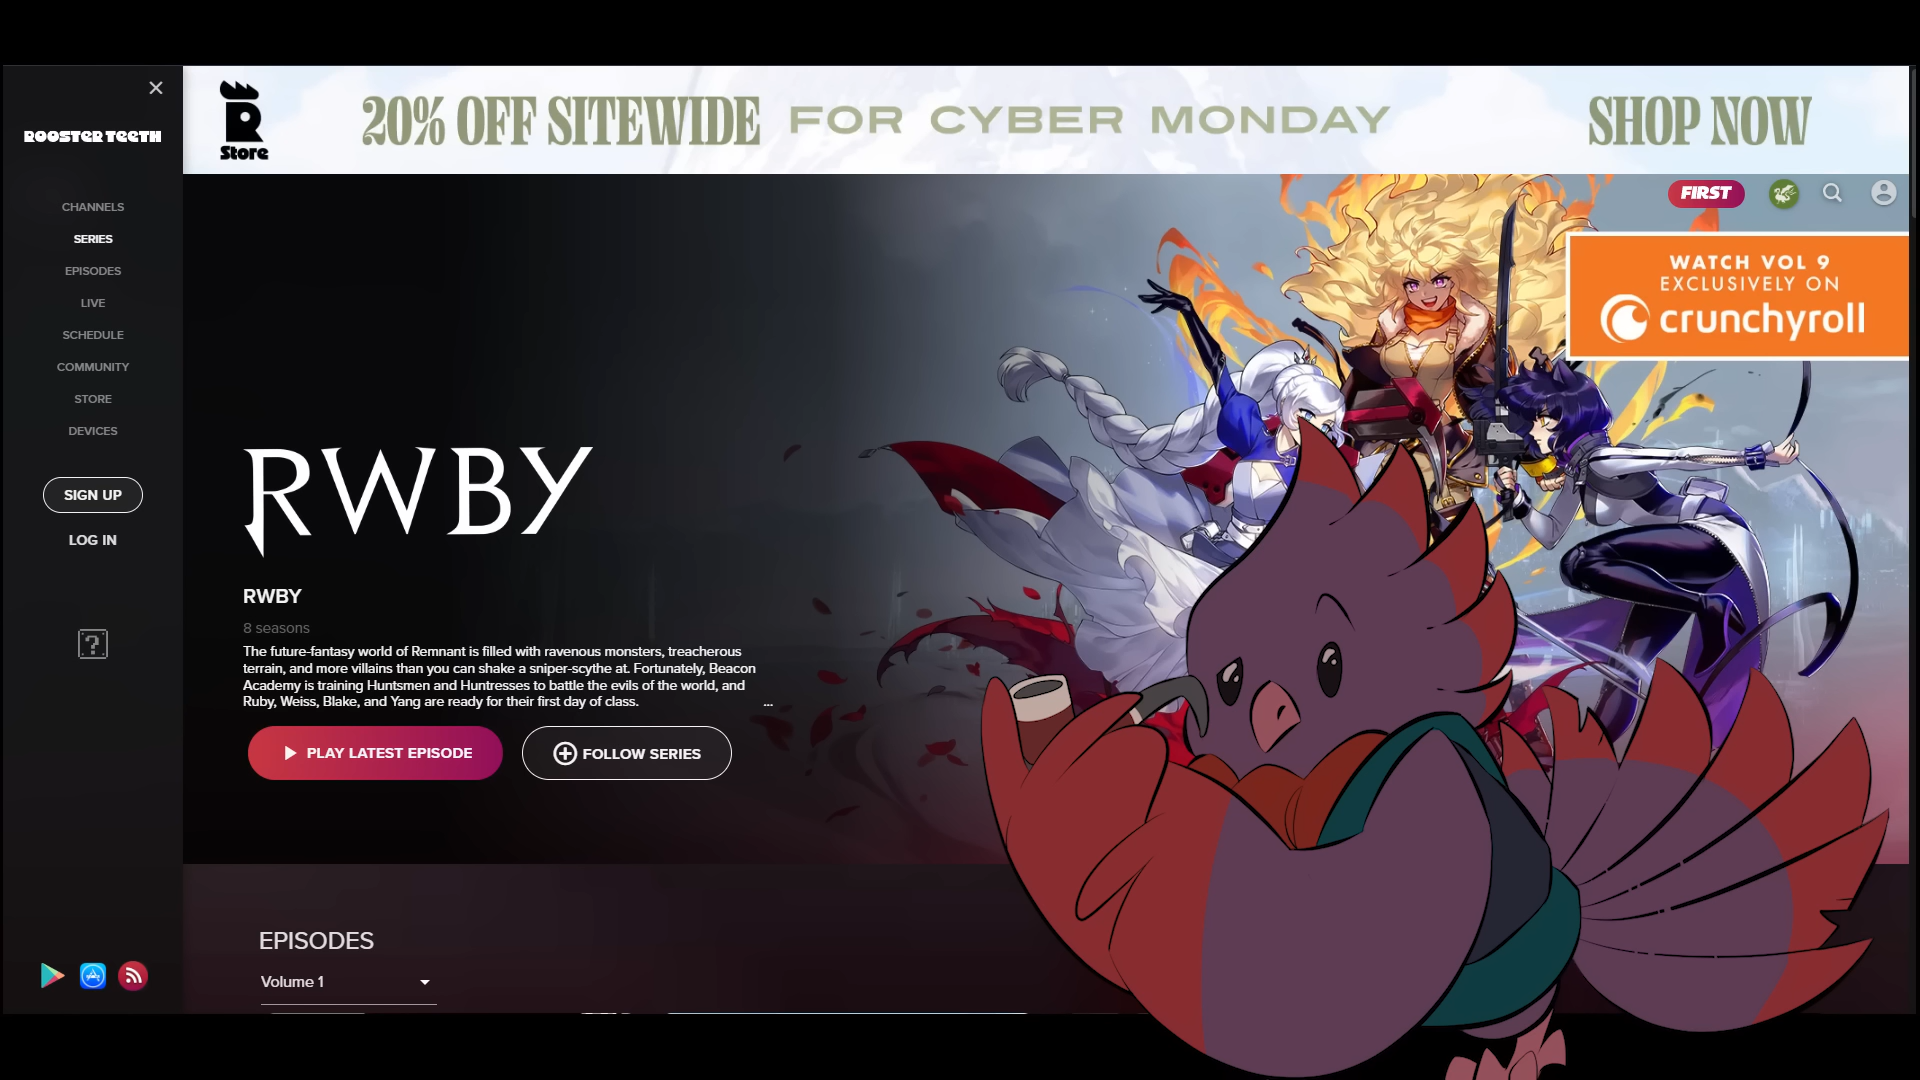 ROOSTER TEETH
CHANNELS
SERIES
EPISODES
LIVE
SCHEDULE
COMMUNITY
STORE
DEVICES
SIGN UP
LOG IN
?
R
Store
20% OFF SITEWIDE FOR CYBER MONDAY SHOP NOW
FIRST
WATCH VOL 9
EXCLUSIVELY ON
crunchyroll
RWBY
RWBY
8 seasons
The future-fantasy world of Remnant is filled with ravenous monsters, treacherous
terrain, and more villains than you can shake a sniper-scythe at. Fortunately, Beacon
Academy is training Huntsmen and Huntresses to battle the evils of the world, and
Ruby, Weiss, Blake, and Yang are ready for their first day of class. ...
PLAY LATEST EPISODE
FOLLOW SERIES
EPISODES
Volume 1